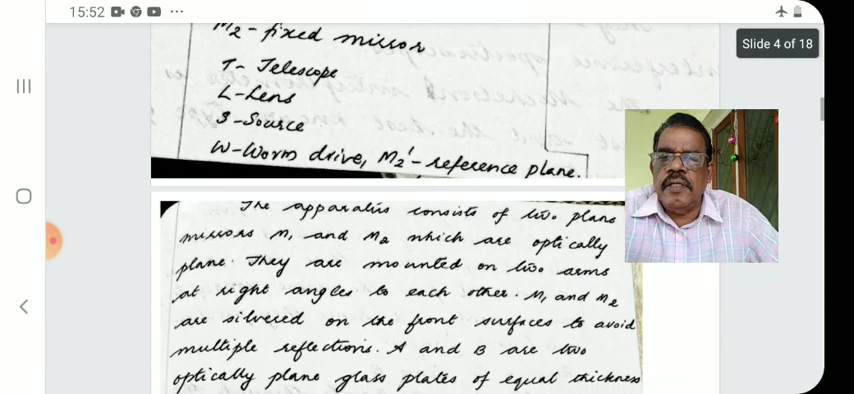 15:52
Slide 4 of 18
M2 - fixed mirror
T - Telescope
L - Lens
S - Source
W - Worm drive, M2' - reference plane.
The apparatus consists of two plane
mirrors M1 and M2 which are optically
plane. They are mounted on two arms
at right angles to each other. M1 and M2
are silvered on the front surfaces to avoid
multiple reflections. A and B are two
optically plane glass plates of equal thickness